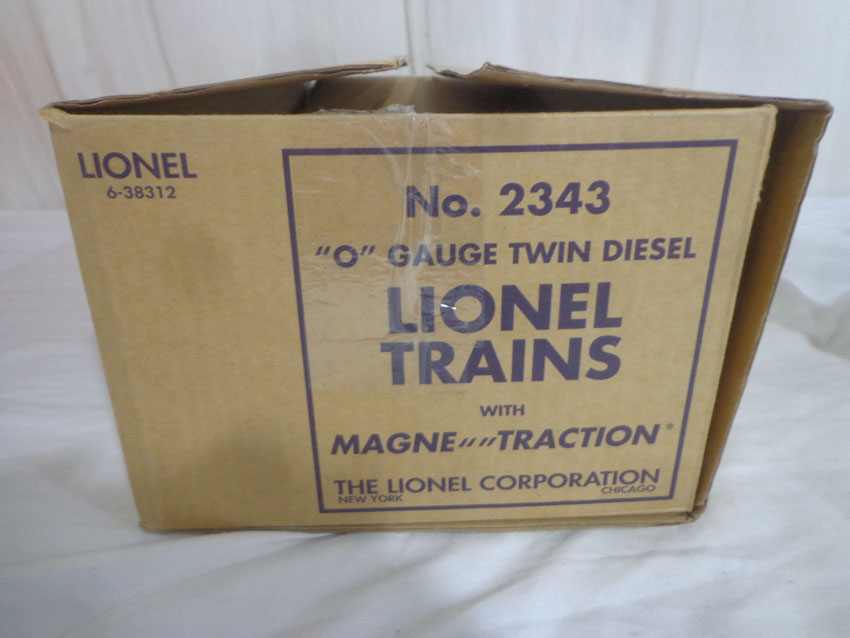 LIONEL
6-38312
No. 2343
"O" GAUGE TWIN DIESEL
LIONEL
TRAINS
WITH
MAGNE〃〃TRACTION®
THE LIONEL CORPORATION
NEW YORK CHICAGO